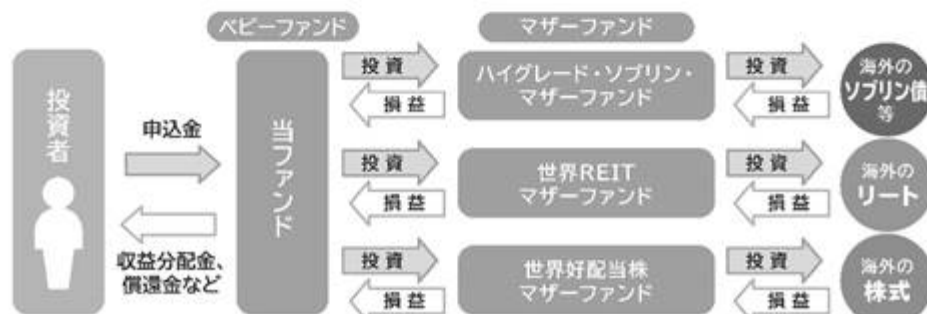 ベビーファンド
マザーファンド
投資者
申込金
収益分配金、
償還金など
当ファンド
投資
損益
ハイグレード・ソブリン・
マザーファンド
投資
損益
海外の
ソブリン債
等
投資
損益
世界REIT
マザーファンド
投資
損益
海外の
リート
投資
損益
世界好配当株
マザーファンド
投資
損益
海外の
株式